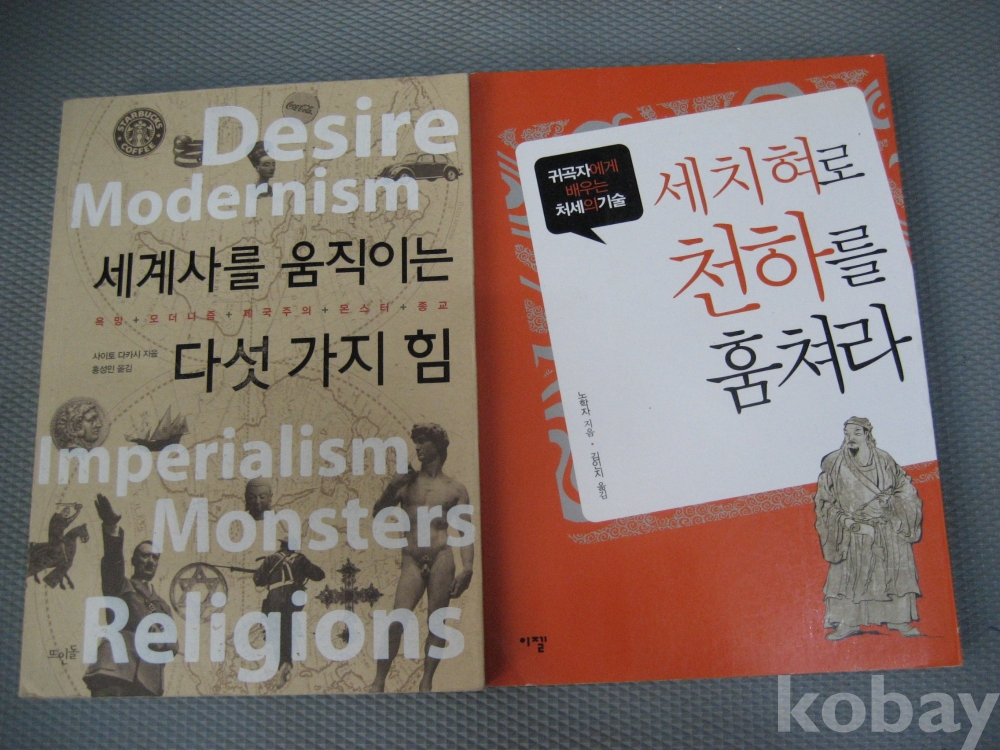 STARBUCKS
COFFEE
Coca-Cola
Desire
Modernism
세계사를 움직이는
욕망+모더니즘+제국주의+몬스터+종교
다섯 가지 힘
사이토 다카시 지음
홍성민 옮김
Imperialism
Monsters
Religions
뜨인돌
귀곡자에게
배우는
처세의기술
세 치 혀로
천하를
훔쳐라
노학자 지음 · 김인지 옮김
이젤
kobay